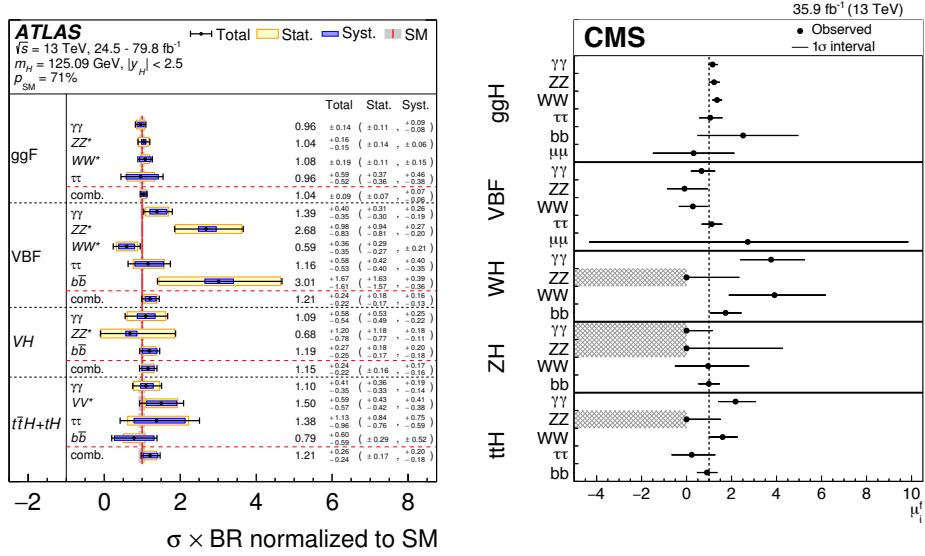 ATLAS
Total Stat. Syst. SM
√s = 13 TeV, 24.5 - 79.8 fb⁻¹
m_H = 125.09 GeV, |y_H| < 2.5
p_SM = 71%
Total Stat. Syst.
ggF
γγ 0.96 ±0.14 ( ±0.11 , +0.09 −0.08 )
ZZ* 1.04 +0.16 −0.15 ( ±0.14 , ±0.06 )
WW* 1.08 ±0.19 ( ±0.11 , ±0.15 )
ττ 0.96 +0.59 −0.52 ( +0.37 −0.36 , +0.46 −0.38 )
comb. 1.04 ±0.09 ( ±0.07 , +0.07 −0.06 )
VBF
γγ 1.39 +0.40 −0.35 ( +0.31 −0.30 , +0.26 −0.19 )
ZZ* 2.68 +0.98 −0.83 ( +0.94 −0.81 , +0.27 −0.20 )
WW* 0.59 +0.36 −0.35 ( +0.29 −0.27 , ±0.21 )
ττ 1.16 +0.58 −0.53 ( +0.42 −0.40 , +0.40 −0.35 )
bb̄ 3.01 +1.67 −1.61 ( +1.63 −1.57 , +0.39 −0.36 )
comb. 1.21 +0.24 −0.22 ( +0.18 −0.17 , +0.16 −0.13 )
VH
γγ 1.09 +0.58 −0.54 ( +0.53 −0.49 , +0.25 −0.22 )
ZZ* 0.68 +1.20 −0.78 ( +1.18 −0.77 , +0.18 −0.11 )
bb̄ 1.19 +0.27 −0.25 ( +0.18 −0.17 , +0.20 −0.18 )
comb. 1.15 +0.24 −0.22 ( ±0.16 , +0.17 −0.16 )
tt̄H+tH
γγ 1.10 +0.41 −0.35 ( +0.36 −0.33 , +0.19 −0.14 )
VV* 1.50 +0.59 −0.57 ( +0.43 −0.42 , +0.41 −0.38 )
ττ 1.38 +1.13 −0.96 ( +0.84 −0.76 , +0.75 −0.59 )
bb̄ 0.79 +0.60 −0.59 ( ±0.29 , ±0.52 )
comb. 1.21 +0.26 −0.24 ( ±0.17 , +0.20 −0.18 )
−2 0 2 4 6 8
σ × BR normalized to SM
35.9 fb⁻¹ (13 TeV)
CMS
Observed
1σ interval
ggH
γγ
ZZ
WW
ττ
bb
μμ
VBF
γγ
ZZ
WW
ττ
μμ
WH
γγ
ZZ
WW
bb
ZH
γγ
ZZ
WW
bb
ttH
γγ
ZZ
WW
ττ
bb
−4 −2 0 2 4 6 8 10
μ_i^f